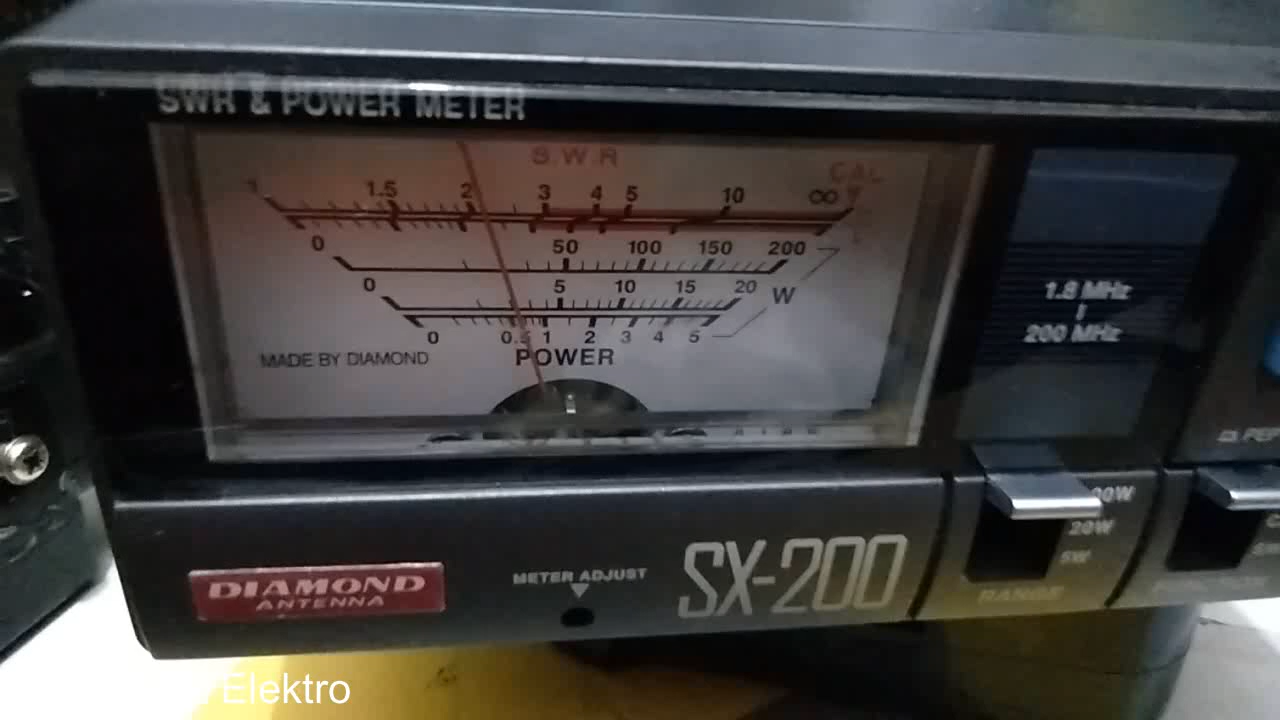 SWR & POWER METER
S.W.R
CAL
1 1.5 2 3 4 5 10 ∞
0 50 100 150 200
0 5 10 15 20
W
0 0.5 1 2 3 4 5
MADE BY DIAMOND
POWER
1.8 MHz
200 MHz
20W
5W
RANGE
METER ADJUST
SX-200
DIAMOND
ANTENNA
Elektro